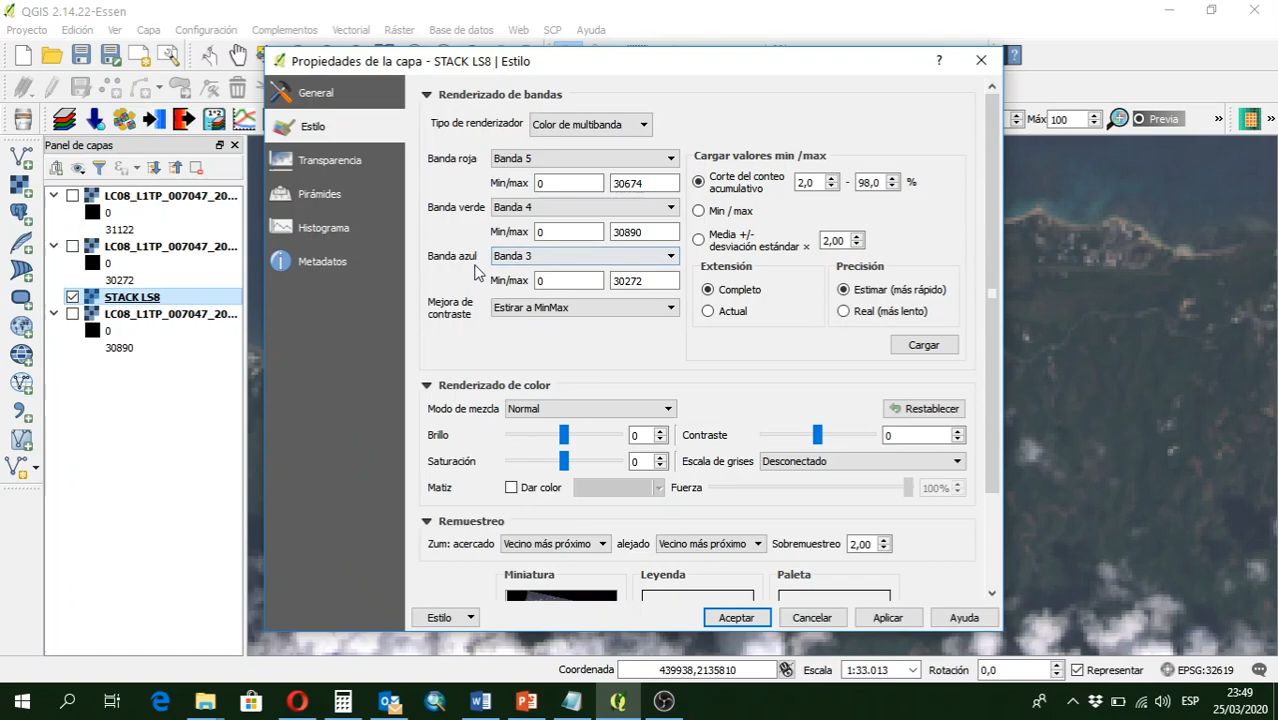 QGIS 2.14.22-Essen
Proyecto Edición Ver Capa Configuración Complementos Vectorial Ráster Base de datos Web SCP Ayuda
Propiedades de la capa - STACK LS8 | Estilo
?
General
Estilo
Transparencia
Pirámides
Histograma
Metadatos
Máx 100
Previa
»
»
Panel de capas
LC08_L1TP_007047_20...
0
31122
LC08_L1TP_007047_20...
0
30272
STACK LS8
LC08_L1TP_007047_20...
0
30890
Renderizado de bandas
Tipo de renderizador Color de multibanda
Banda roja Banda 5
Min/max 0 30674
Banda verde Banda 4
Min/max 0 30890
Banda azul Banda 3
Min/max 0 30272
Mejora de
contraste
Estirar a MinMax
Cargar valores min /max
Corte del conteo
acumulativo
2,0 - 98,0 %
Min / max
Media +/-
desviación estándar × 2,00
Extensión
Completo
Actual
Precisión
Estimar (más rápido)
Real (más lento)
Cargar
Renderizado de color
Modo de mezcla Normal Restablecer
Brillo 0 Contraste 0
Saturación 0 Escala de grises Desconectado
Matiz Dar color Fuerza 100%
Remuestreo
Zum: acercado Vecino más próximo alejado Vecino más próximo Sobremuestreo 2,00
Miniatura Leyenda Paleta
Estilo Aceptar Cancelar Aplicar Ayuda
Coordenada 439938,2135810 Escala 1:33.013 Rotación 0,0 Representar EPSG:32619
ESP
23:49
25/03/2020